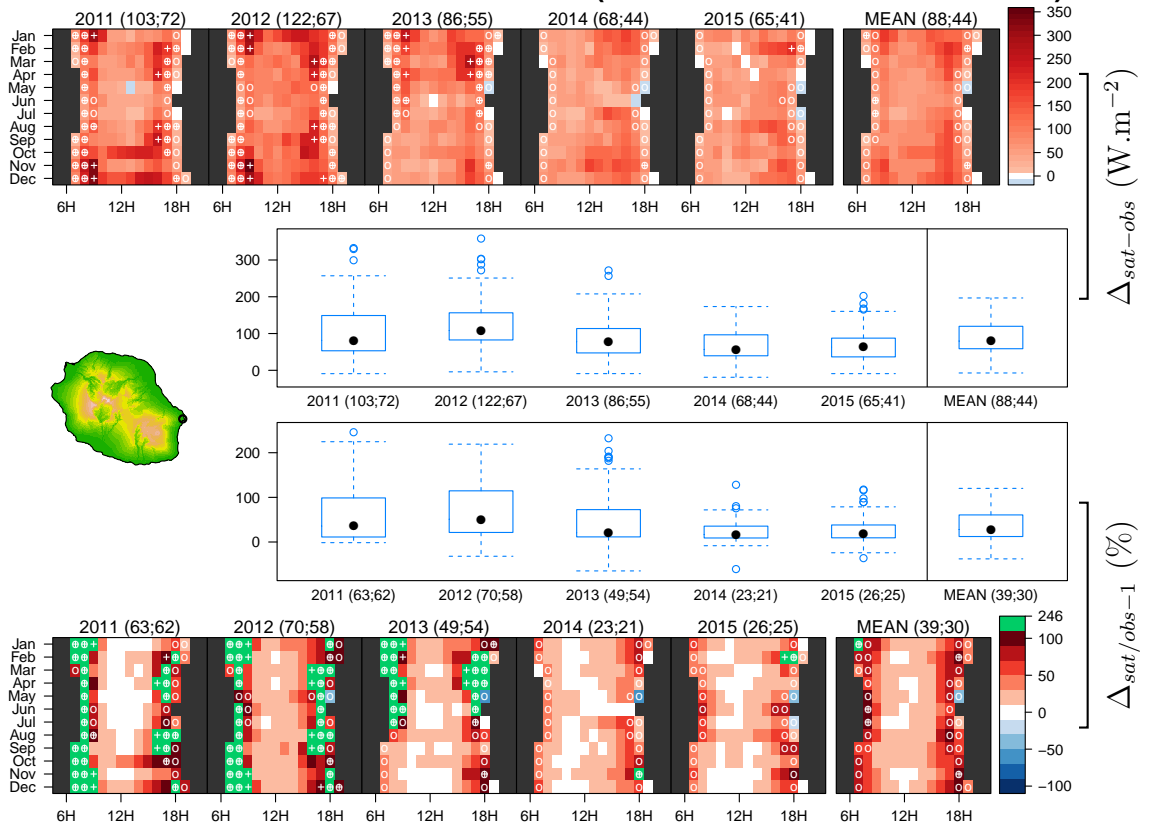 2011 (103;72) 2012 (122;67) 2013 (86;55) 2014 (68;44) 2015 (65;41) MEAN (88;44)
Jan
Feb
Mar
Apr
May
Jun
Jul
Aug
Sep
Oct
Nov
Dec
6H 12H 18H 6H 12H 18H 6H 12H 18H
6H 12H 18H 6H 12H 18H 6H 12H 18H
350
300
250
200
150
100
50
0
Δsat−obs (W.m−2)
300
200
100
0
2011 (103;72) 2012 (122;67) 2013 (86;55) 2014 (68;44) 2015 (65;41) MEAN (88;44)
200
100
0
2011 (63;62) 2012 (70;58) 2013 (49;54) 2014 (23;21) 2015 (26;25) MEAN (39;30)
Δsat/obs−1 (%)
2011 (63;62) 2012 (70;58) 2013 (49;54) 2014 (23;21) 2015 (26;25) MEAN (39;30)
Jan
Feb
Mar
Apr
May
Jun
Jul
Aug
Sep
Oct
Nov
Dec
6H 12H 18H 6H 12H 18H 6H 12H 18H 6H 12H 18H 6H 12H 18H 6H 12H 18H
246
100
50
0
−50
−100